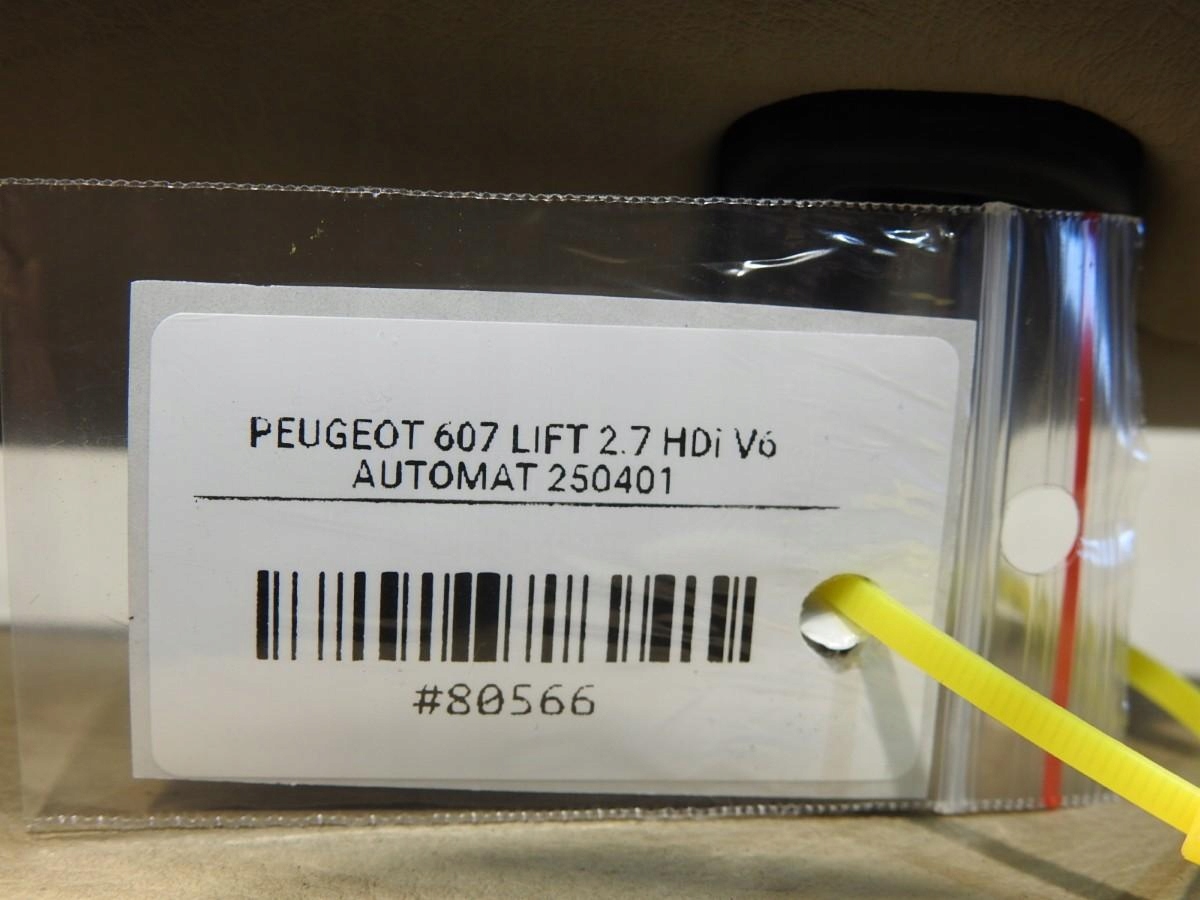 PEUGEOT 607 LIFT 2.7 HDi V6
AUTOMAT 250401
#80566